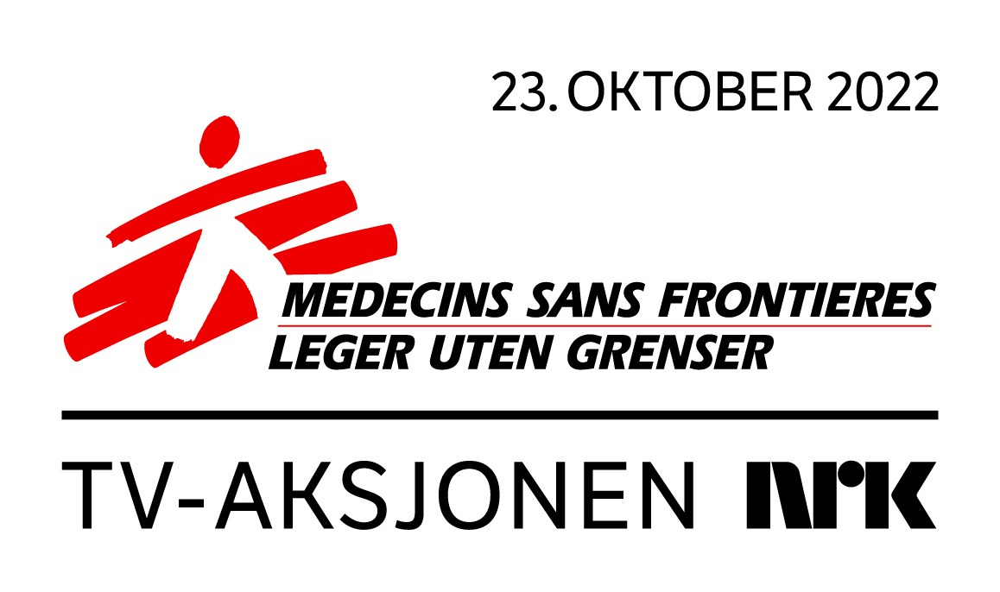 23. OKTOBER 2022
MEDECINS SANS FRONTIERES
LEGER UTEN GRENSER
TV-AKSJONEN NRK